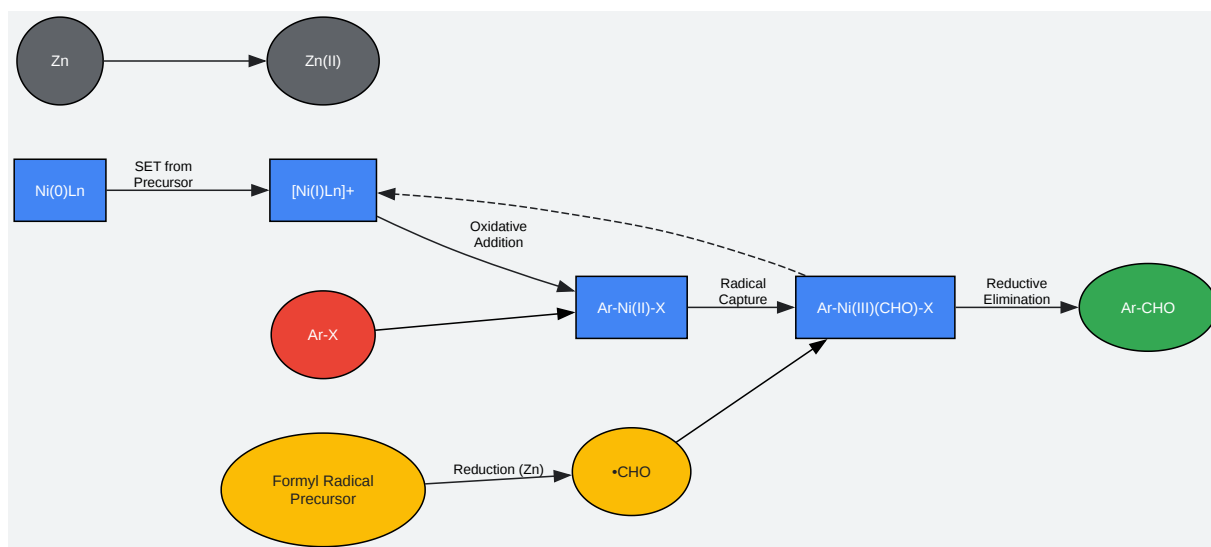 Zn
Zn(II)
SET from
Precursor
Ni(0)Ln
[Ni(I)Ln]+
Oxidative
Addition
Radical
Capture
Reductive
Elimination
Ar-X
Ar-Ni(II)-X
Ar-Ni(III)(CHO)-X
Ar-CHO
Formyl Radical
Precursor
Reduction (Zn)
•CHO